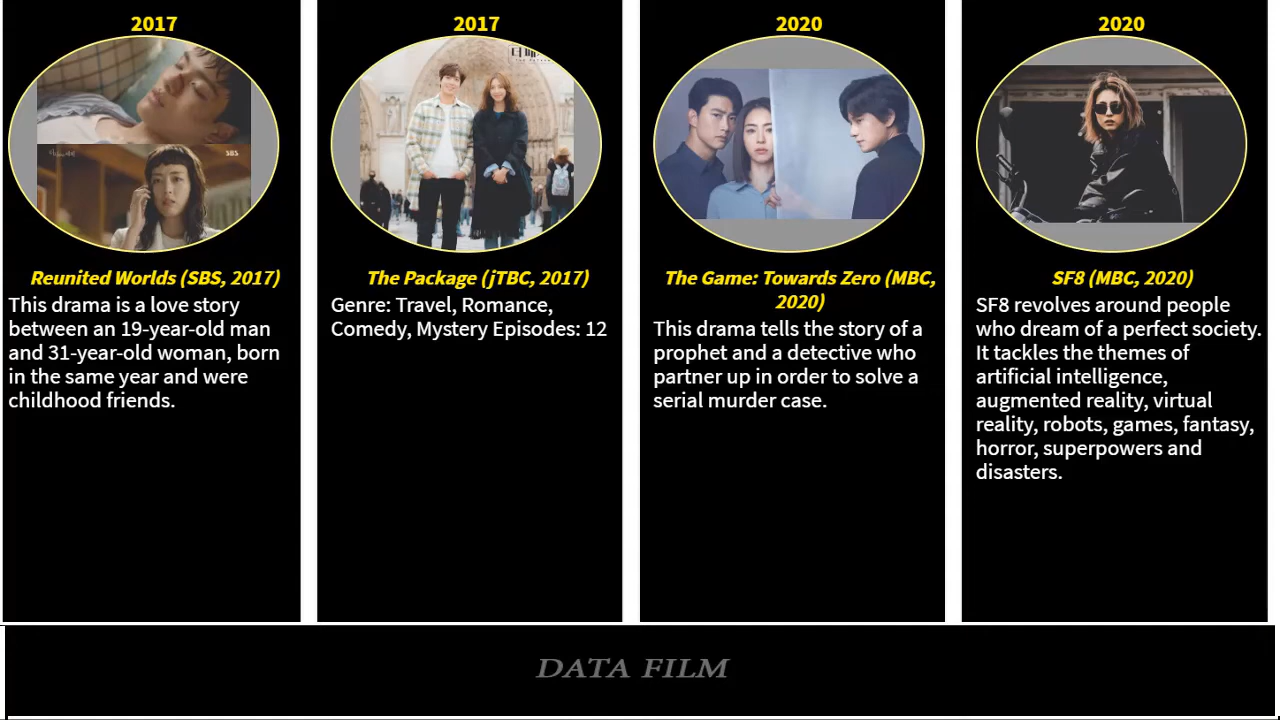 2017
SBS
Reunited Worlds (SBS, 2017)
This drama is a love story
between an 19-year-old man
and 31-year-old woman, born
in the same year and were
childhood friends.
2017
The Package (jTBC, 2017)
Genre: Travel, Romance,
Comedy, Mystery Episodes: 12
2020
The Game: Towards Zero (MBC,
2020)
This drama tells the story of a
prophet and a detective who
partner up in order to solve a
serial murder case.
2020
SF8 (MBC, 2020)
SF8 revolves around people
who dream of a perfect society.
It tackles the themes of
artificial intelligence,
augmented reality, virtual
reality, robots, games, fantasy,
horror, superpowers and
disasters.
DATA FILM